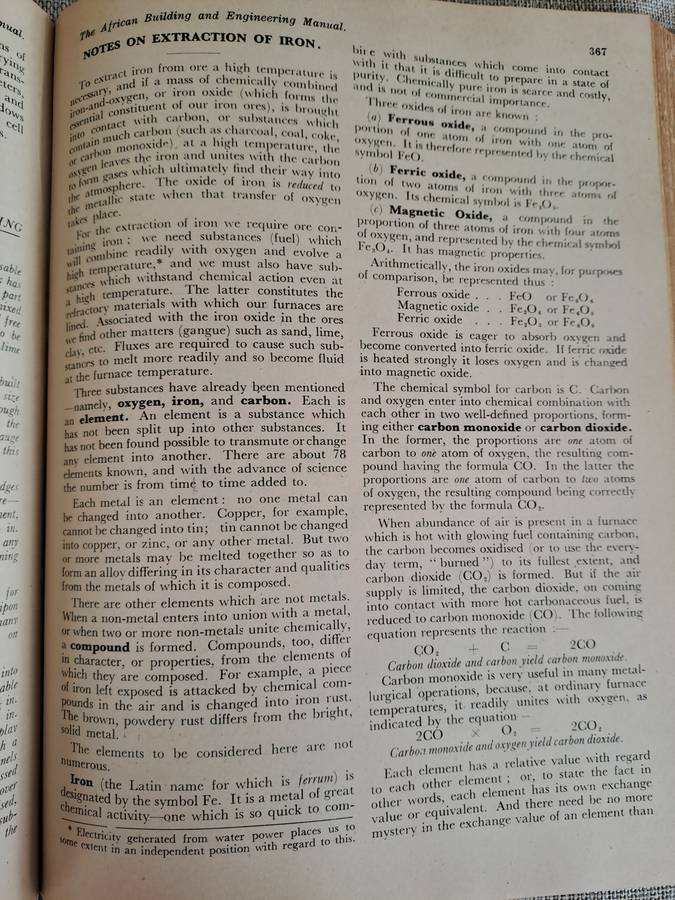 The African Building and Engineering Manual.
367
NOTES ON EXTRACTION OF IRON.
To extract iron from ore a high temperature is
necessary, and if a mass of chemically combined
iron-and-oxygen, or iron oxide (which forms the
essential constituent of our iron ores), is brought
into contact with carbon, or substances which
contain much carbon (such as charcoal, coal, coke,
or carbon monoxide), at a high temperature, the
oxygen leaves the iron and unites with the carbon
to form gases which ultimately find their way into
the atmosphere. The oxide of iron is reduced to
the metallic state when that transfer of oxygen
takes place.
For the extraction of iron we require ore con-
taining iron ; we need substances (fuel) which
will combine readily with oxygen and evolve a
high temperature,* and we must also have sub-
stances which withstand chemical action even at
a high temperature. The latter constitutes the
refractory materials with which our furnaces are
lined. Associated with the iron oxide in the ores
we find other matters (gangue) such as sand, lime,
clay, etc. Fluxes are required to cause such sub-
stances to melt more readily and so become fluid
at the furnace temperature.
Three substances have already been mentioned
—namely, oxygen, iron, and carbon. Each is
an element. An element is a substance which
has not been split up into other substances. It
has not been found possible to transmute or change
any element into another. There are about 78
elements known, and with the advance of science
the number is from time to time added to.
Each metal is an element : no one metal can
be changed into another. Copper, for example,
cannot be changed into tin; tin cannot be changed
into copper, or zinc, or any other metal. But two
or more metals may be melted together so as to
form an alloy differing in its character and qualities
from the metals of which it is composed.
There are other elements which are not metals.
When a non-metal enters into union with a metal,
or when two or more non-metals unite chemically,
a compound is formed. Compounds, too, differ
in character, or properties, from the elements of
which they are composed. For example, a piece
of iron left exposed is attacked by chemical com-
pounds in the air and is changed into iron rust.
The brown, powdery rust differs from the bright,
solid metal.
The elements to be considered here are not
numerous.
Iron (the Latin name for which is ferrum) is
designated by the symbol Fe. It is a metal of great
chemical activity—one which is so quick to com-
* Electricity generated from water power places us to
some extent in an independent position with regard to this.
bine with substances which come into contact
with it that it is difficult to prepare in a state of
purity. Chemically pure iron is scarce and costly,
and is not of commercial importance.
Three oxides of iron are known :
(a) Ferrous oxide, a compound in the pro-
portion of one atom of iron with one atom of
oxygen. It is therefore represented by the chemical
symbol FeO.
(b) Ferric oxide, a compound in the propor-
tion of two atoms of iron with three atoms of
oxygen. Its chemical symbol is Fe₂O₃.
(c) Magnetic Oxide, a compound in the
proportion of three atoms of iron with four atoms
of oxygen, and represented by the chemical symbol
Fe₃O₄. It has magnetic properties.
Arithmetically, the iron oxides may, for purposes
of comparison, be represented thus :
Ferrous oxide . . . FeO or
Magnetic oxide . . Fe₃O₄ or
Ferric oxide . . . Fe₂O₃ or
Ferrous oxide is eager to absorb oxygen and
become converted into ferric oxide. If ferric oxide
is heated strongly it loses oxygen and is changed
into magnetic oxide.
The chemical symbol for carbon is C. Carbon
and oxygen enter into chemical combination with
each other in two well-defined proportions, form-
ing either carbon monoxide or carbon dioxide.
In the former, the proportions are one atom of
carbon to one atom of oxygen, the resulting com-
pound having the formula CO. In the latter the
proportions are one atom of carbon to two atoms
of oxygen, the resulting compound being correctly
represented by the formula CO₂.
When abundance of air is present in a furnace
which is hot with glowing fuel containing carbon,
the carbon becomes oxidised (or to use the every-
day term, "burned") to its fullest extent, and
carbon dioxide (CO₂) is formed. But if the air
supply is limited, the carbon dioxide, on coming
into contact with more hot carbonaceous fuel, is
reduced to carbon monoxide (CO). The following
equation represents the reaction :—
CO₂ + C = 2CO
Carbon dioxide and carbon yield carbon monoxide.
Carbon monoxide is very useful in many metal-
lurgical operations, because, at ordinary furnace
temperatures, it readily unites with oxygen, as
indicated by the equation —
2CO × O₂ = 2CO₂
Carbon monoxide and oxygen yield carbon dioxide.
Each element has a relative value with regard
to each other element ; or, to state the fact in
other words, each element has its own exchange
value or equivalent. And there need be no more
mystery in the exchange value of an element than